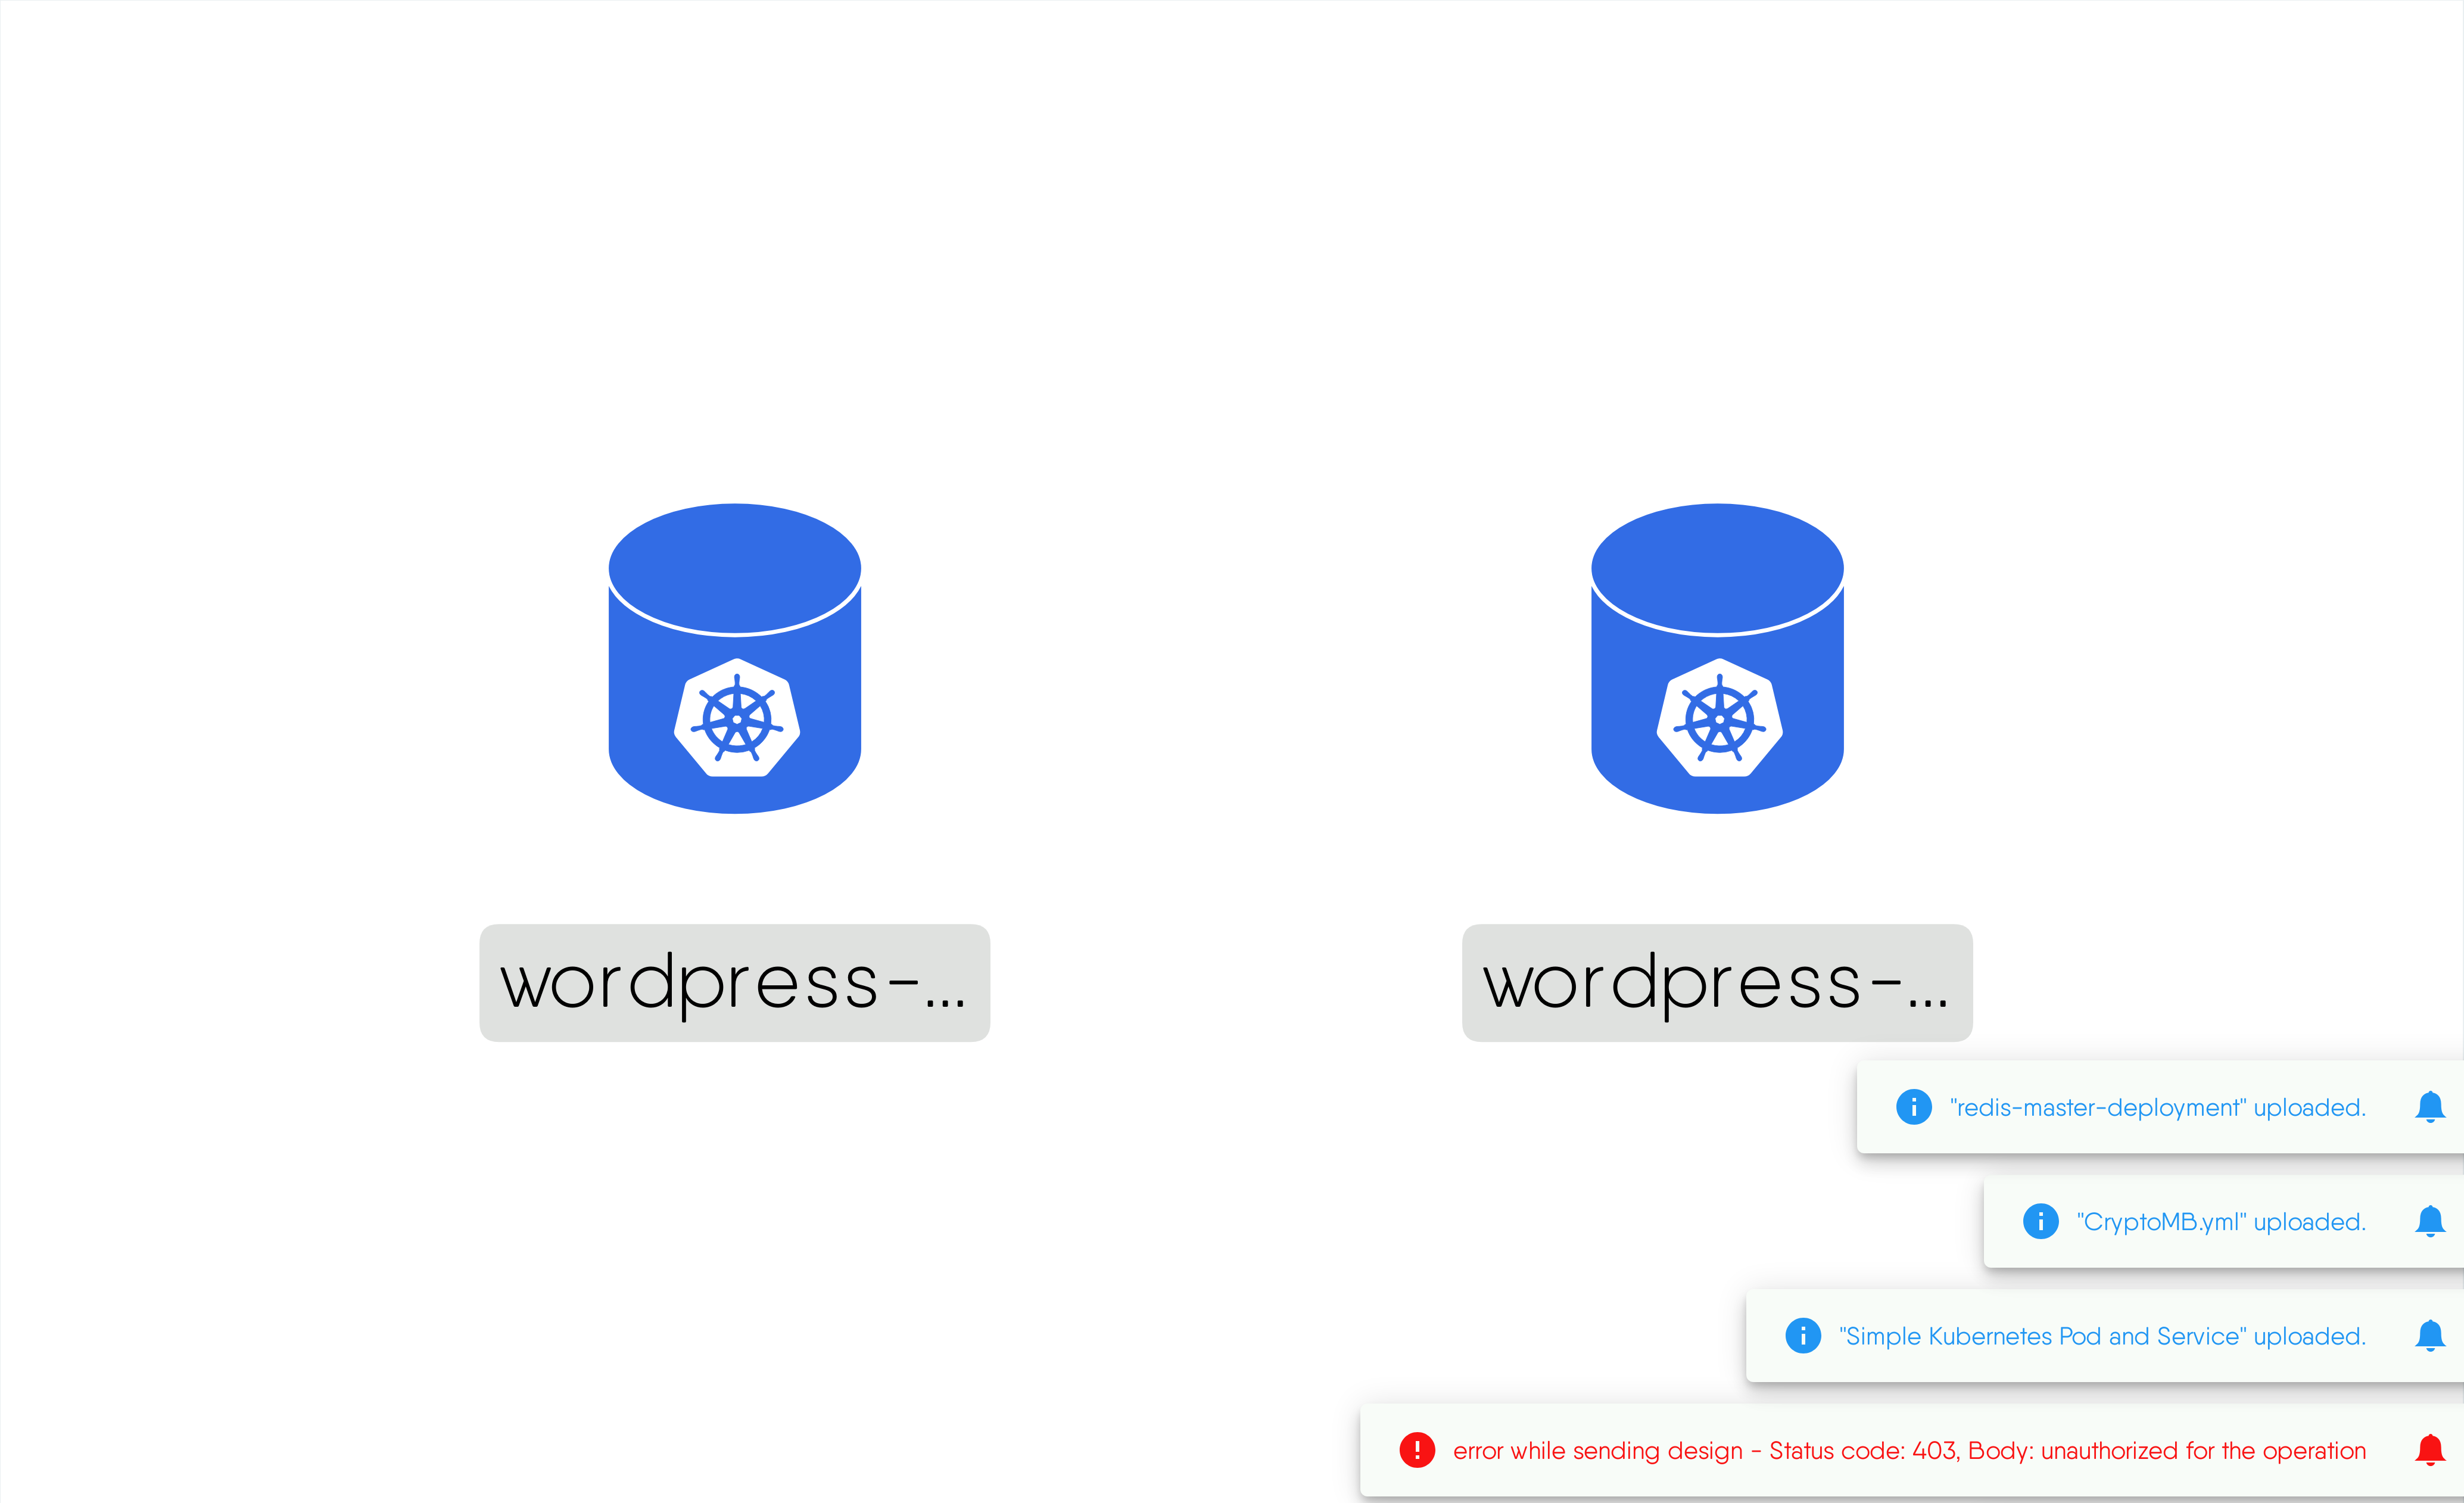 wordpress-...
wordpress-...
"redis-master-deployment" uploaded.
"CryptoMB.yml" uploaded.
"Simple Kubernetes Pod and Service" uploaded.
error while sending design - Status code: 403, Body: unauthorized for the operation